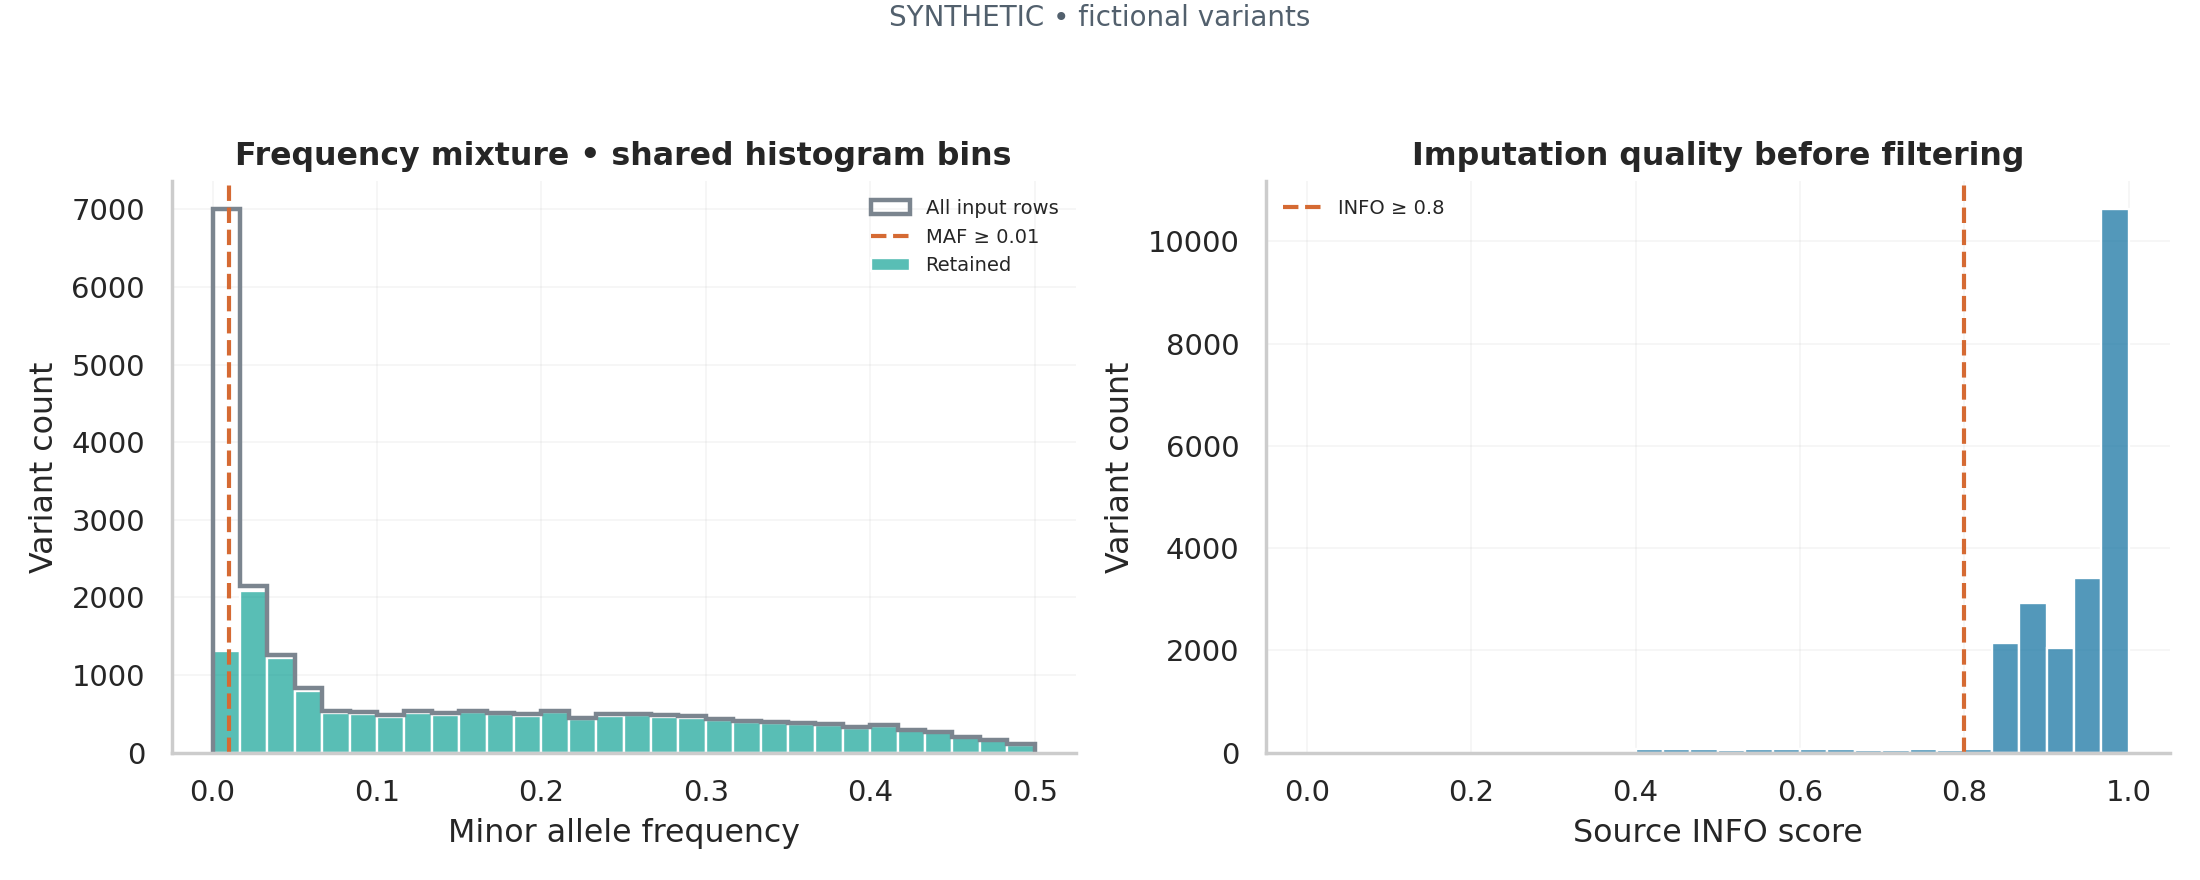 SYNTHETIC • fictional variants
Frequency mixture • shared histogram bins
Variant count
7000
6000
5000
4000
3000
2000
1000
0
All input rows
MAF ≥ 0.01
Retained
0.0 0.1 0.2 0.3 0.4 0.5
Minor allele frequency
Imputation quality before filtering
Variant count
10000
8000
6000
4000
2000
0
INFO ≥ 0.8
0.0 0.2 0.4 0.6 0.8 1.0
Source INFO score